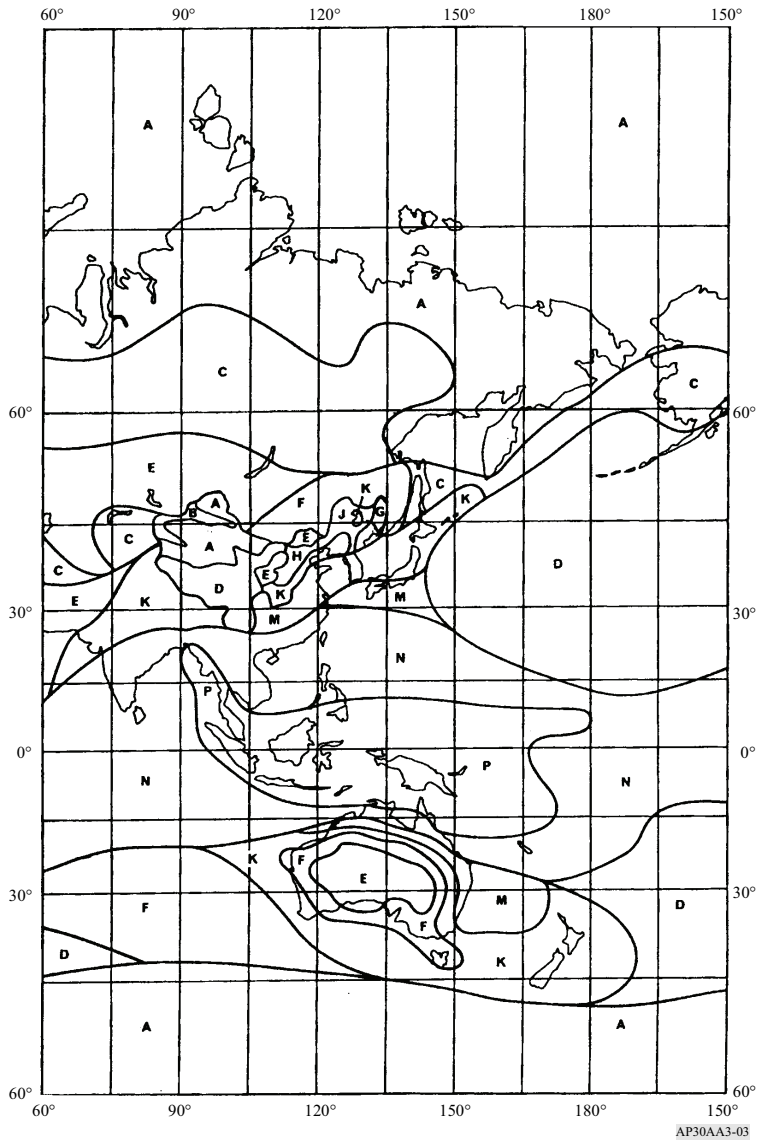 60° 90° 120° 150° 180° 150°
A A
A
C C
60° 60°
E
C K
K
A F
B J G
E
C A H
D
C E
D
E K K M
30° 30°
M
N
P
0° 0°
P
N N
K F
E
30° M 30°
F D
F
D K
A A
60° 60°
60° 90° 120° 150° 180° 150°
AP30AA3-03